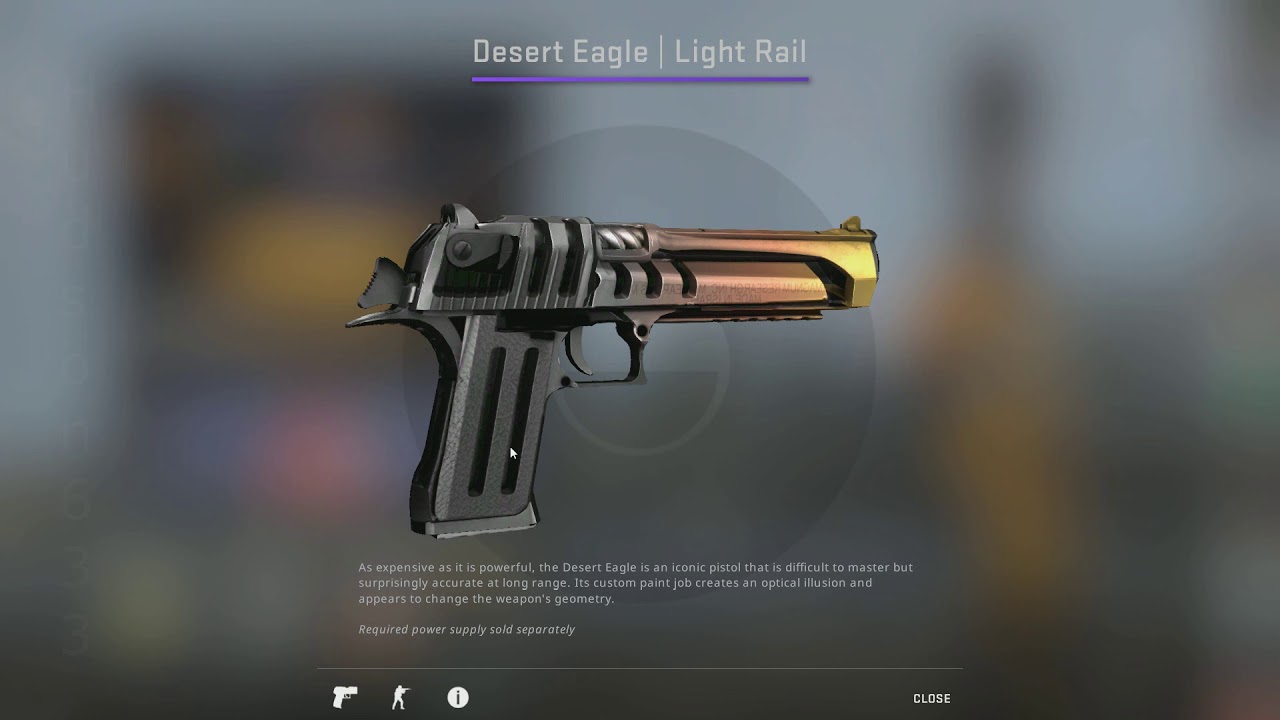 Desert Eagle | Light Rail
As expensive as it is powerful, the Desert Eagle is an iconic pistol that is difficult to master but
surprisingly accurate at long range. Its custom paint job creates an optical illusion and
appears to change the weapon's geometry.
Required power supply sold separately
CLOSE